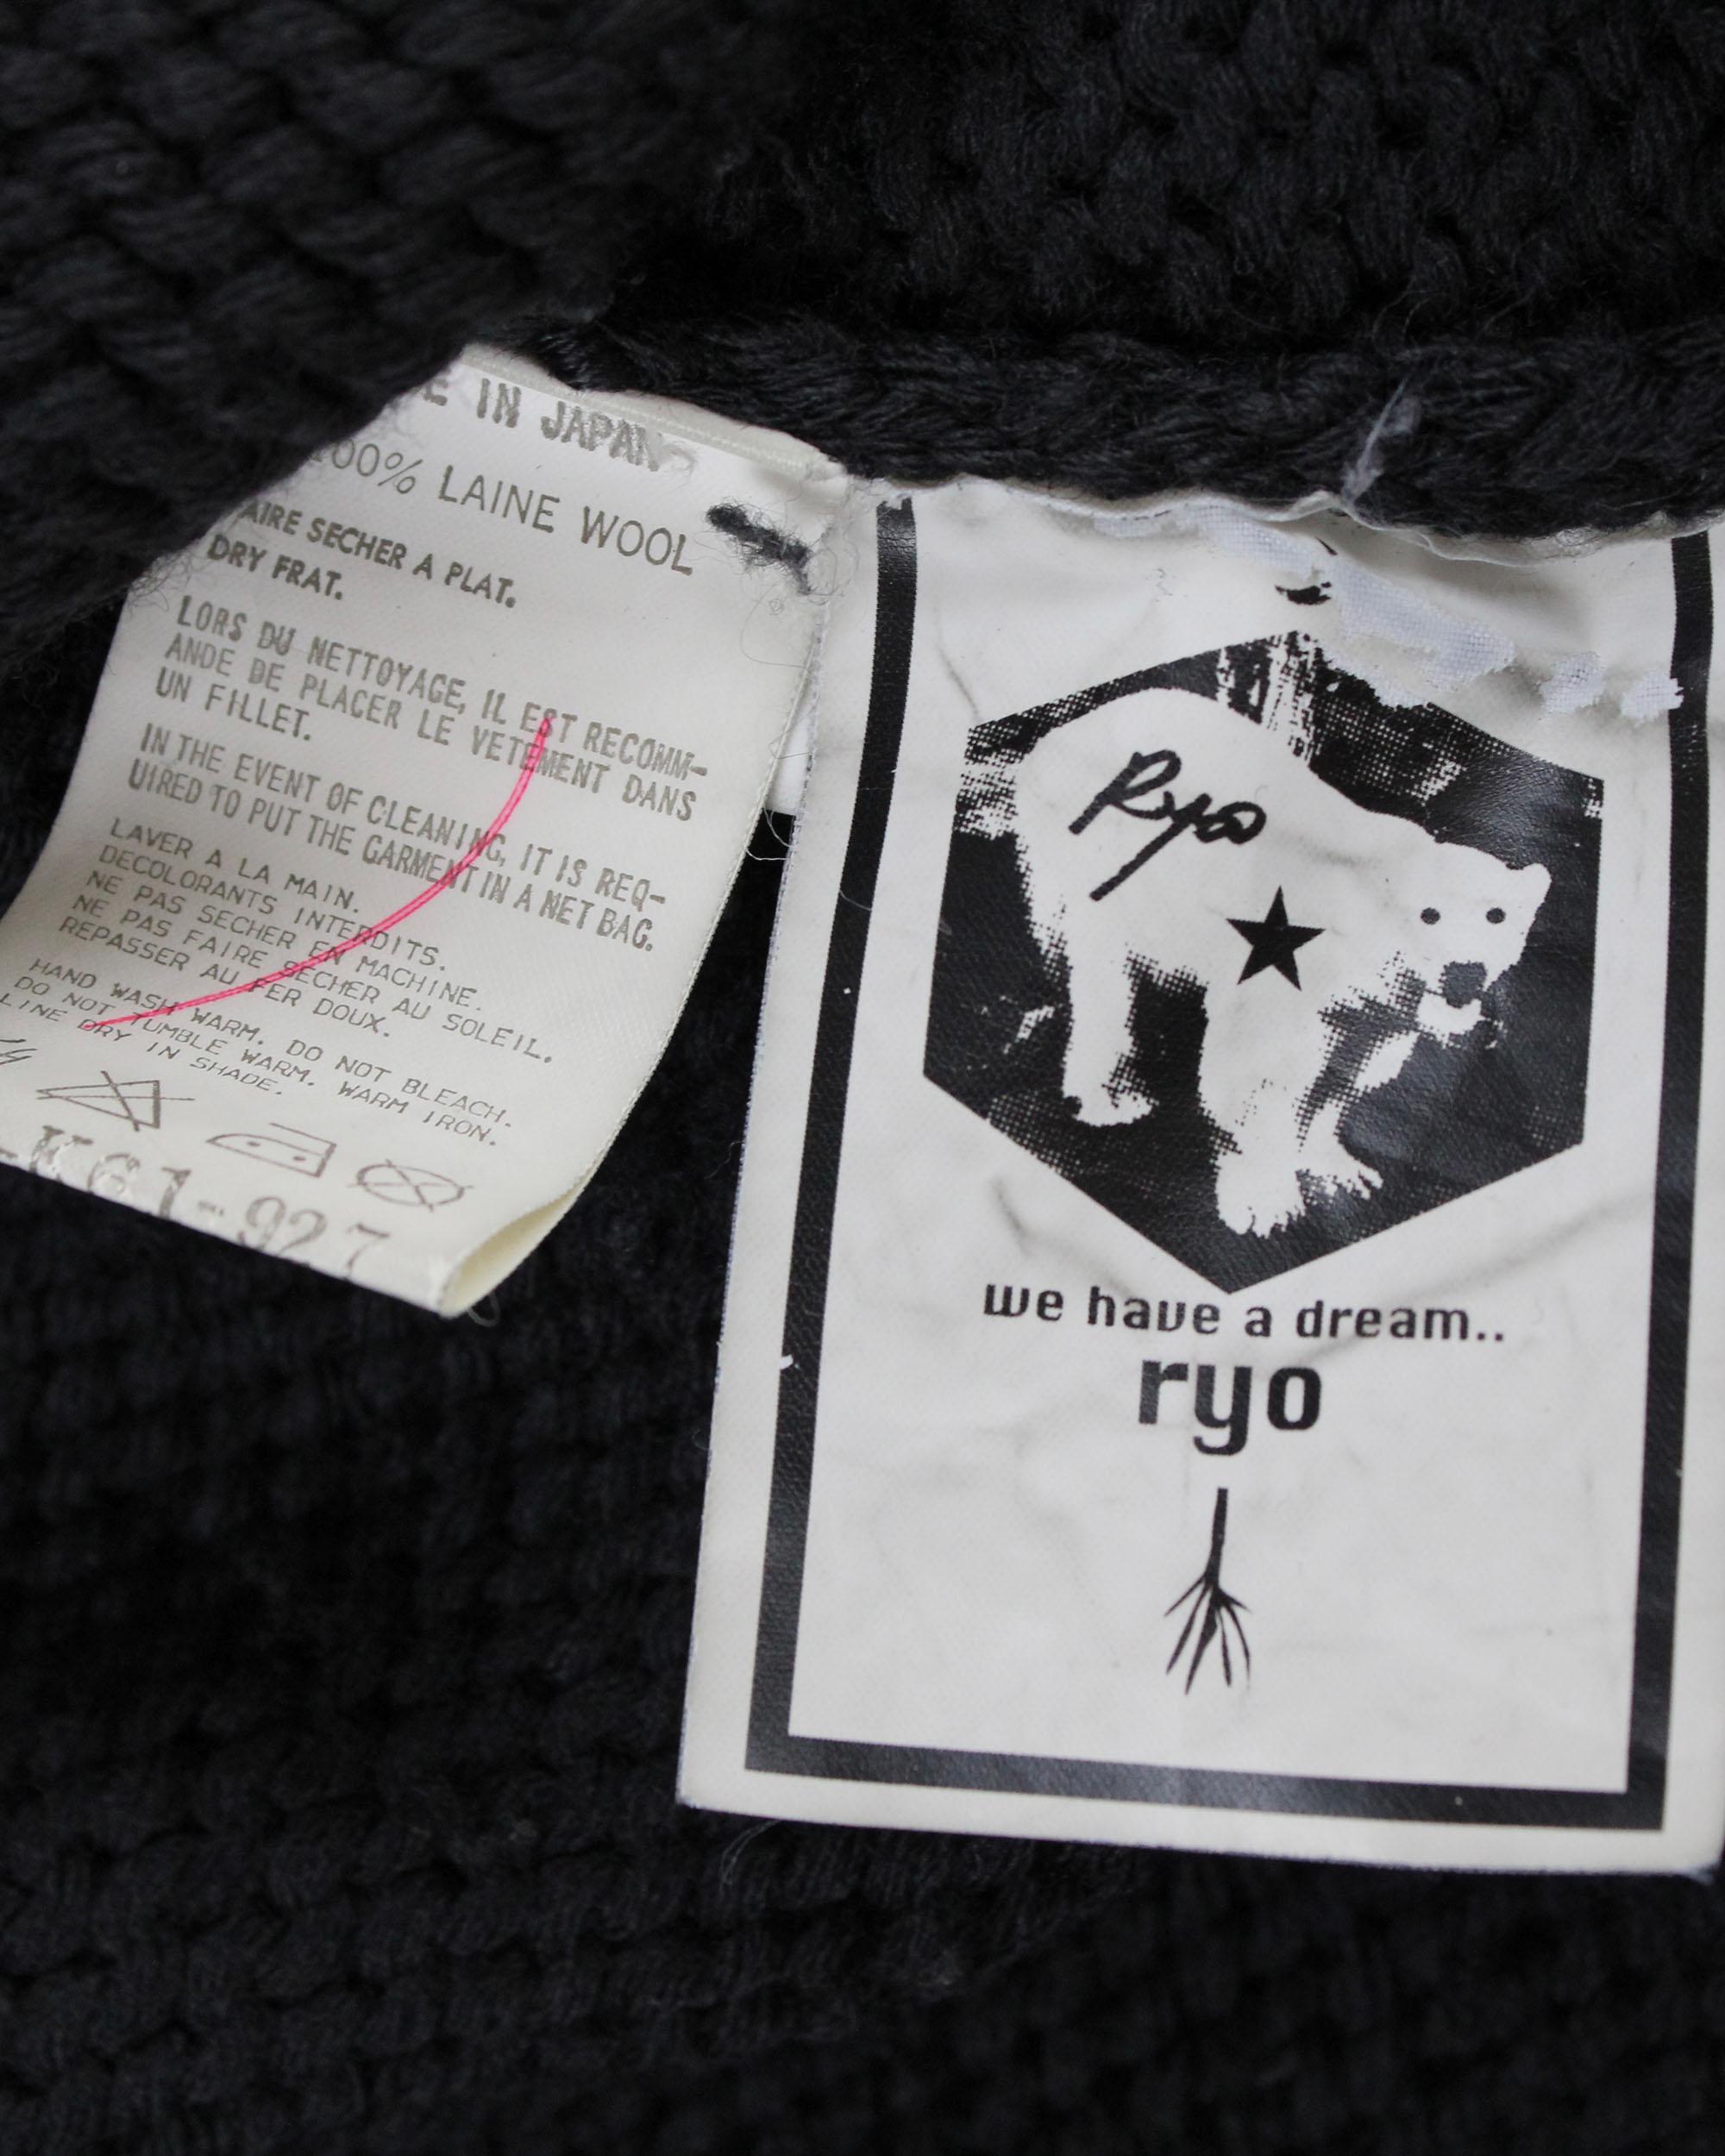 E IN JAPAN
100% LAINE WOOL
AIRE SECHER A PLAT.
DRY FRAT.
LORS DU NETTOYAGE, IL EST RECOMM-
ANDE DE PLACER LE VETEMENT DANS
UN FILLET.
IN THE EVENT OF CLEANING, IT IS REQ-
UIRED TO PUT THE GARMENT IN A NET BAG.
LAVER A LA MAIN.
DECOLORANTS INTERDITS.
NE PAS SECHER EN MACHINE.
NE PAS FAIRE SECHER AU SOLEIL.
REPASSER AU FER DOUX.
HAND WASH WARM. DO NOT BLEACH.
DO NOT TUMBLE WARM. WARM IRON.
LINE DRY IN SHADE.
-K61-927
Ryo
we have a dream..
ryo